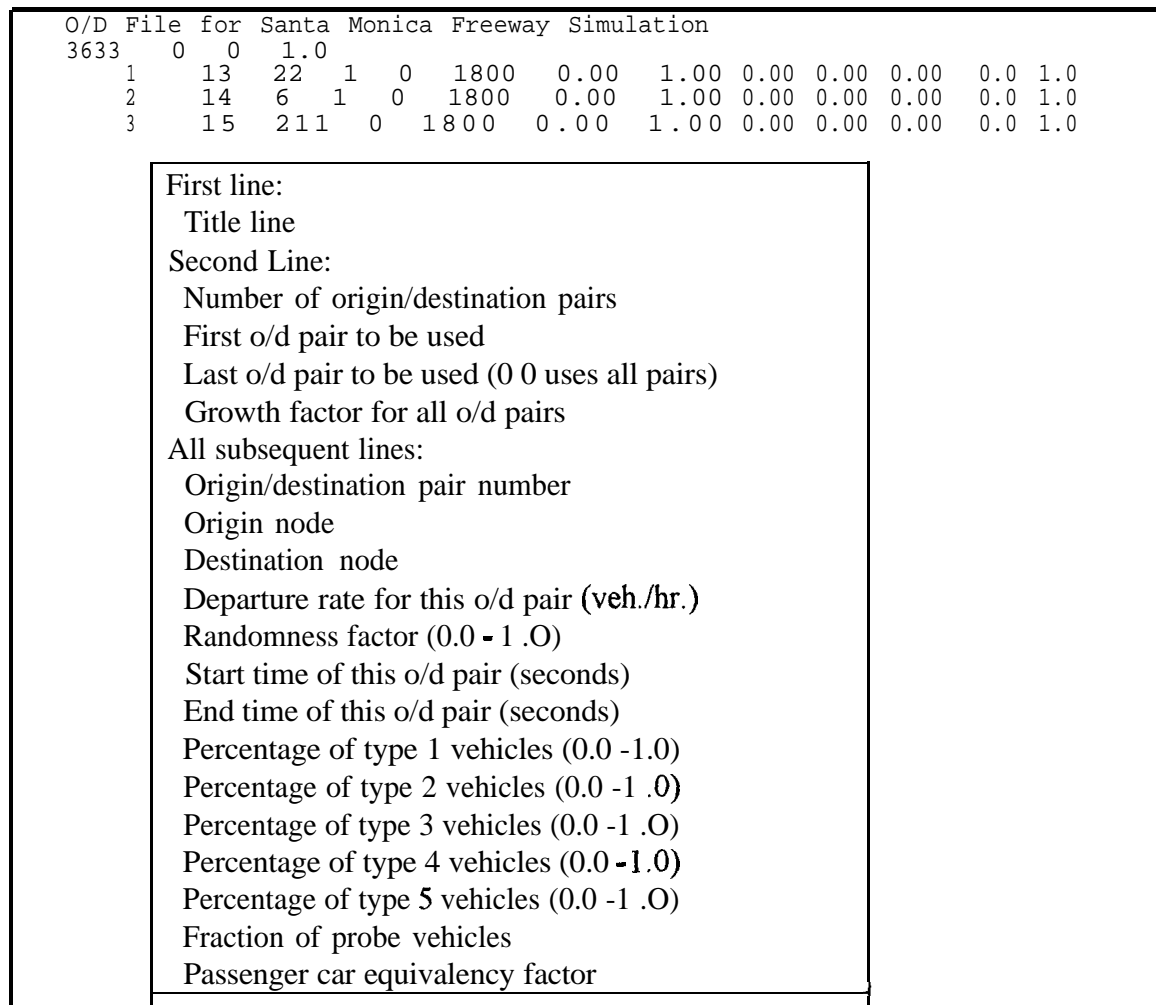 O/D File for Santa Monica Freeway Simulation
3633 0 0 1.0
1 13 22 1 0 1800 0.00 1.00 0.00 0.00 0.00 0.0 1.0
2 14 6 1 0 1800 0.00 1.00 0.00 0.00 0.00 0.0 1.0
3 15 211 0 1800 0.00 1.00 0.00 0.00 0.00 0.0 1.0
First line:
Title line
Second Line:
Number of origin/destination pairs
First o/d pair to be used
Last o/d pair to be used (0 0 uses all pairs)
Growth factor for all o/d pairs
All subsequent lines:
Origin/destination pair number
Origin node
Destination node
Departure rate for this o/d pair (veh./hr.)
Randomness factor (0.0 - 1 .O)
Start time of this o/d pair (seconds)
End time of this o/d pair (seconds)
Percentage of type 1 vehicles (0.0 -1.0)
Percentage of type 2 vehicles (0.0 -1 .0)
Percentage of type 3 vehicles (0.0 -1 .O)
Percentage of type 4 vehicles (0.0 -1.0)
Percentage of type 5 vehicles (0.0 -1 .O)
Fraction of probe vehicles
Passenger car equivalency factor